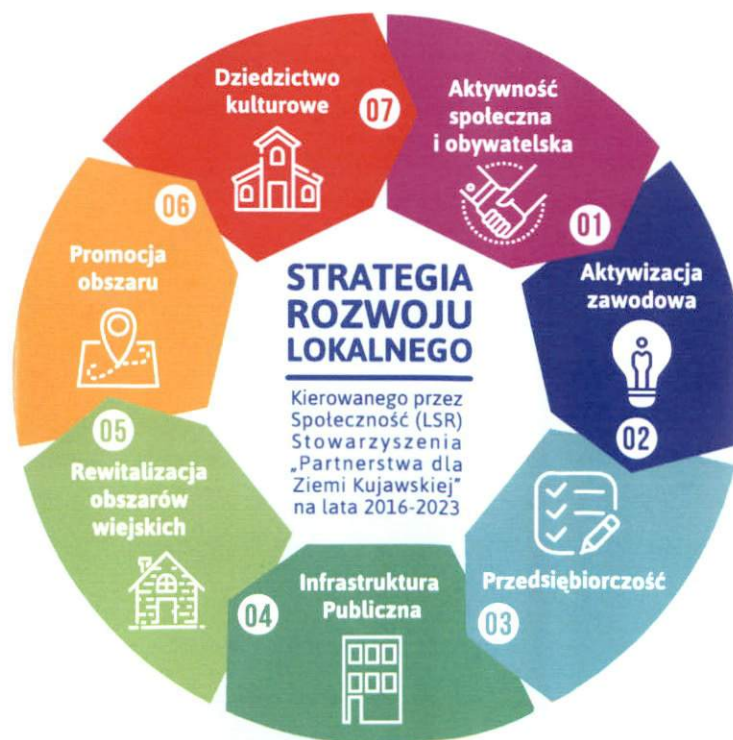 STRATEGIA
ROZWOJU
LOKALNEGO
Kierowanego przez
Społeczność (LSR)
Stowarzyszenia
„Partnerstwa dla
Ziemi Kujawskiej"
na lata 2016-2023
Aktywność
społeczna
i obywatelska
01
Aktywizacja
zawodowa
02
Przedsiębiorczość
03
Infrastruktura
Publiczna
04
05
Rewitalizacja
obszarów
wiejskich
06
Promocja
obszaru
Dziedzictwo
kulturowe
07